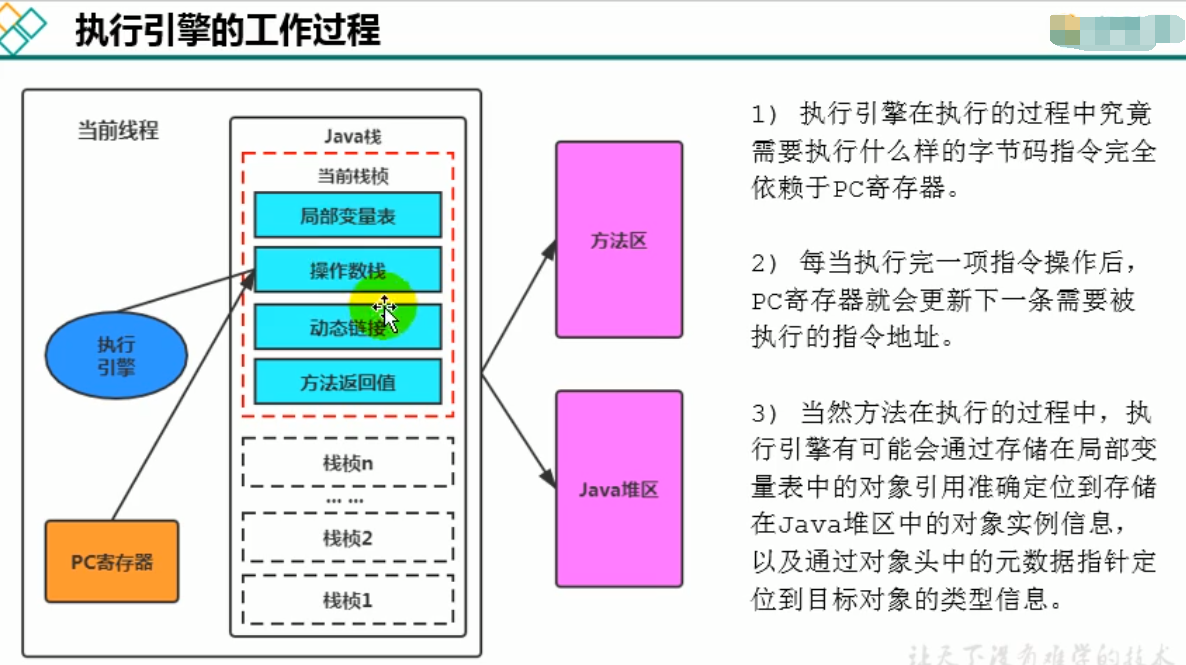 执行引擎的工作过程
当前线程
Java栈
当前栈桢
局部变量表
操作数栈
动态链接
方法返回值
栈桢n
... ...
栈桢2
栈桢1
执行
引擎
PC寄存器
方法区
Java堆区
1) 执行引擎在执行的过程中究竟
需要执行什么样的字节码指令完全
依赖于PC寄存器。
2) 每当执行完一项指令操作后，
PC寄存器就会更新下一条需要被
执行的指令地址。
3) 当然方法在执行的过程中，执
行引擎有可能会通过存储在局部变
量表中的对象引用准确定位到存储
在Java堆区中的对象实例信息，
以及通过对象头中的元数据指针定
位到目标对象的类型信息。
让天下没有难学的技术